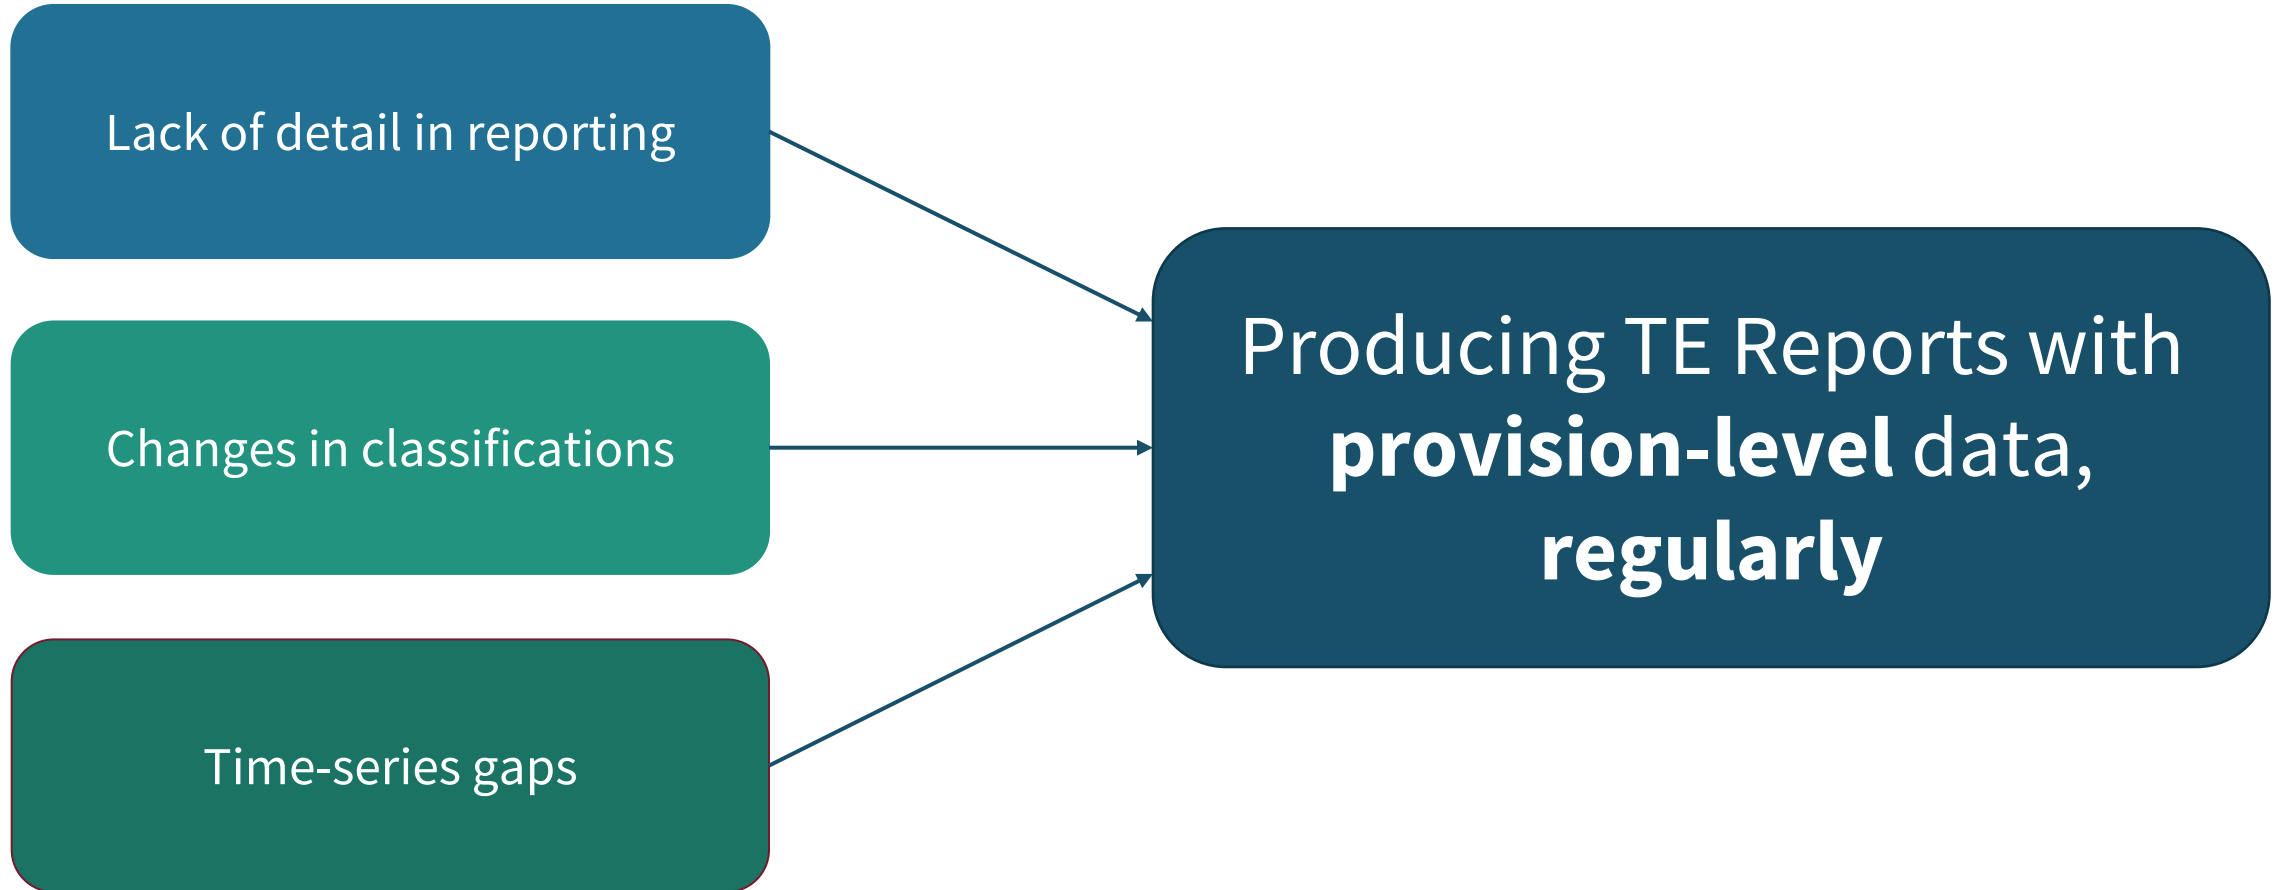 Lack of detail in reporting
Changes in classifications
Time-series gaps
Producing TE Reports with
provision-level data,
regularly